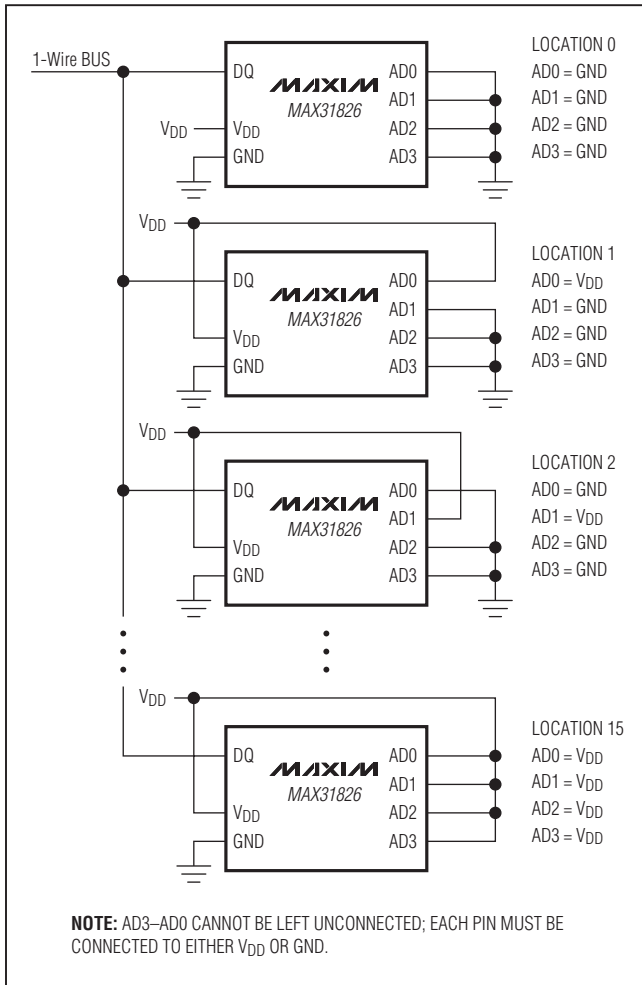 1-Wire BUS
DQ
MAXIM
MAX31826
VDD
VDD
GND
AD0
AD1
AD2
AD3
LOCATION 0
AD0 = GND
AD1 = GND
AD2 = GND
AD3 = GND
VDD
DQ
MAXIM
MAX31826
VDD
GND
AD0
AD1
AD2
AD3
LOCATION 1
AD0 = VDD
AD1 = GND
AD2 = GND
AD3 = GND
VDD
DQ
MAXIM
MAX31826
VDD
GND
AD0
AD1
AD2
AD3
LOCATION 2
AD0 = GND
AD1 = VDD
AD2 = GND
AD3 = GND
VDD
DQ
MAXIM
MAX31826
VDD
GND
AD0
AD1
AD2
AD3
LOCATION 15
AD0 = VDD
AD1 = VDD
AD2 = VDD
AD3 = VDD
NOTE: AD3–AD0 CANNOT BE LEFT UNCONNECTED; EACH PIN MUST BE
CONNECTED TO EITHER VDD OR GND.